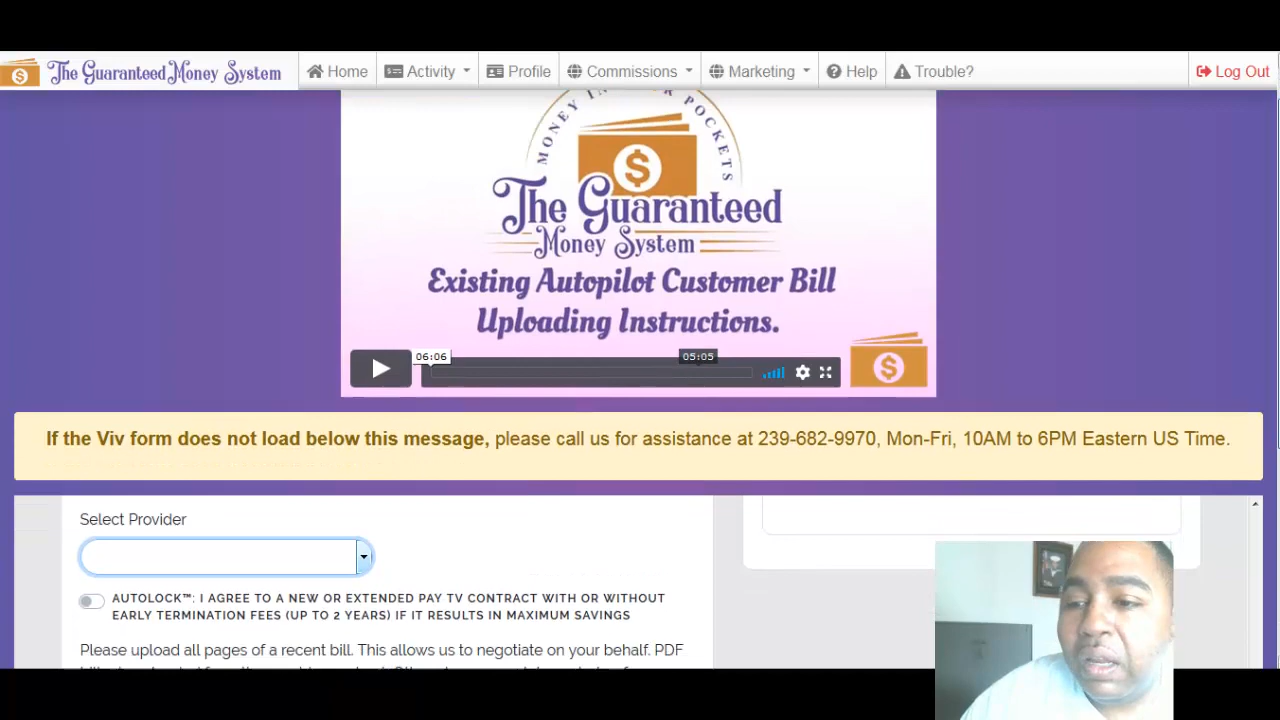 The Guaranteed Money System Home Activity Profile Commissions Marketing Help Trouble? Log Out
MONEY IN POCKETS
$
The Guaranteed
Money System
Existing Autopilot Customer Bill
Uploading Instructions.
06:06 05:05
If the Viv form does not load below this message, please call us for assistance at 239-682-9970, Mon-Fri, 10AM to 6PM Eastern US Time.
Select Provider
AUTOLOCK™: I AGREE TO A NEW OR EXTENDED PAY TV CONTRACT WITH OR WITHOUT
EARLY TERMINATION FEES (UP TO 2 YEARS) IF IT RESULTS IN MAXIMUM SAVINGS
Please upload all pages of a recent bill. This allows us to negotiate on your behalf. PDF